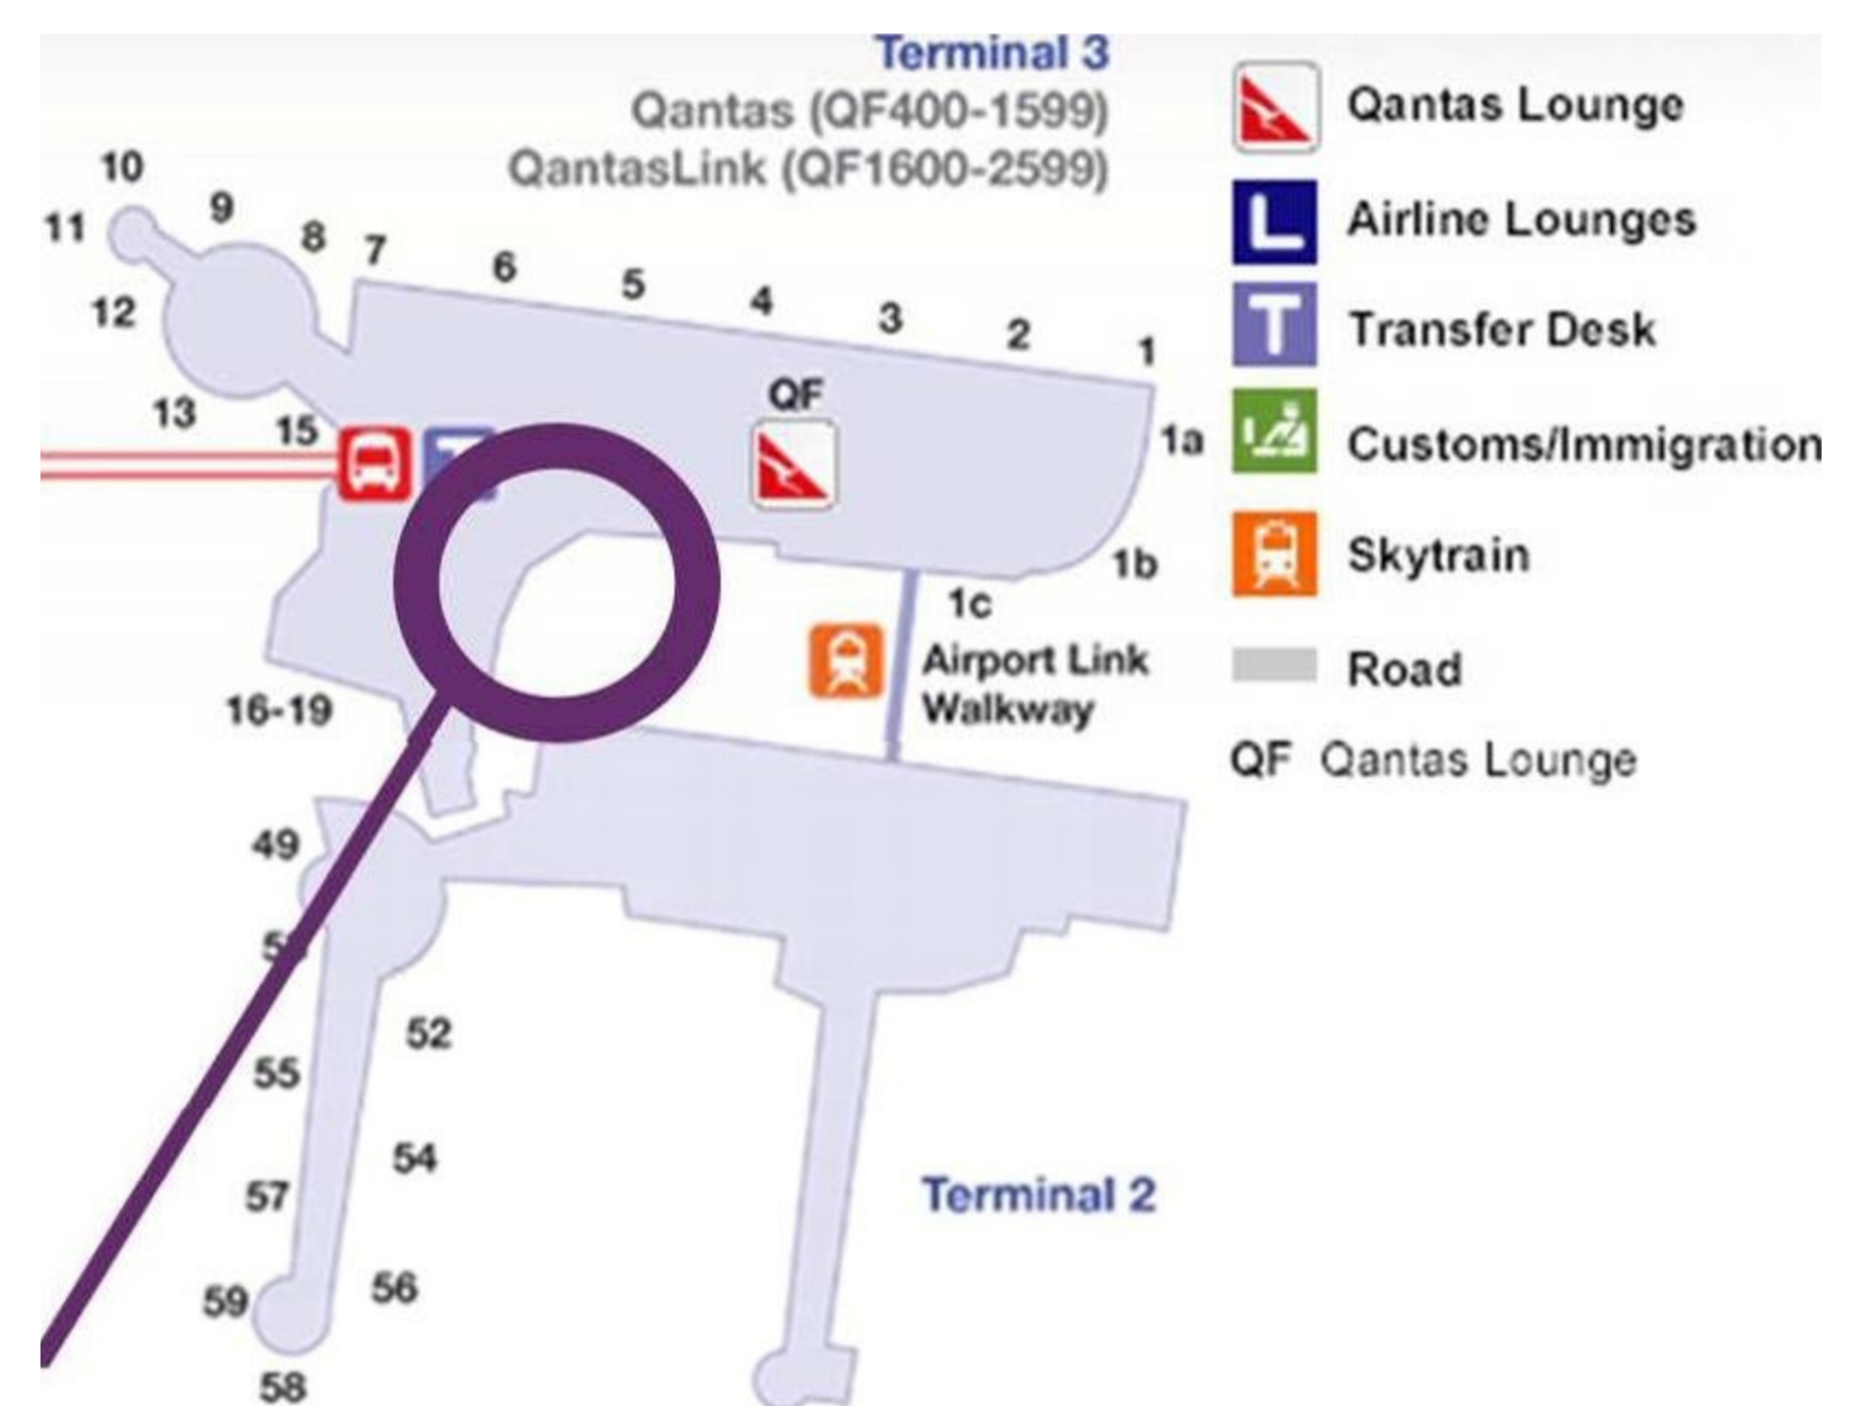 Terminal 3
Qantas (QF400-1599)
QantasLink (QF1600-2599)
10
11
9
8
7
6
5
4
3
2
1
12
13
15
QF
1a
1b
1c
Airport Link
Walkway
16-19
49
52
55
54
57
56
59
58
Terminal 2
Qantas Lounge
L Airline Lounges
T Transfer Desk
Customs/Immigration
Skytrain
Road
QF Qantas Lounge